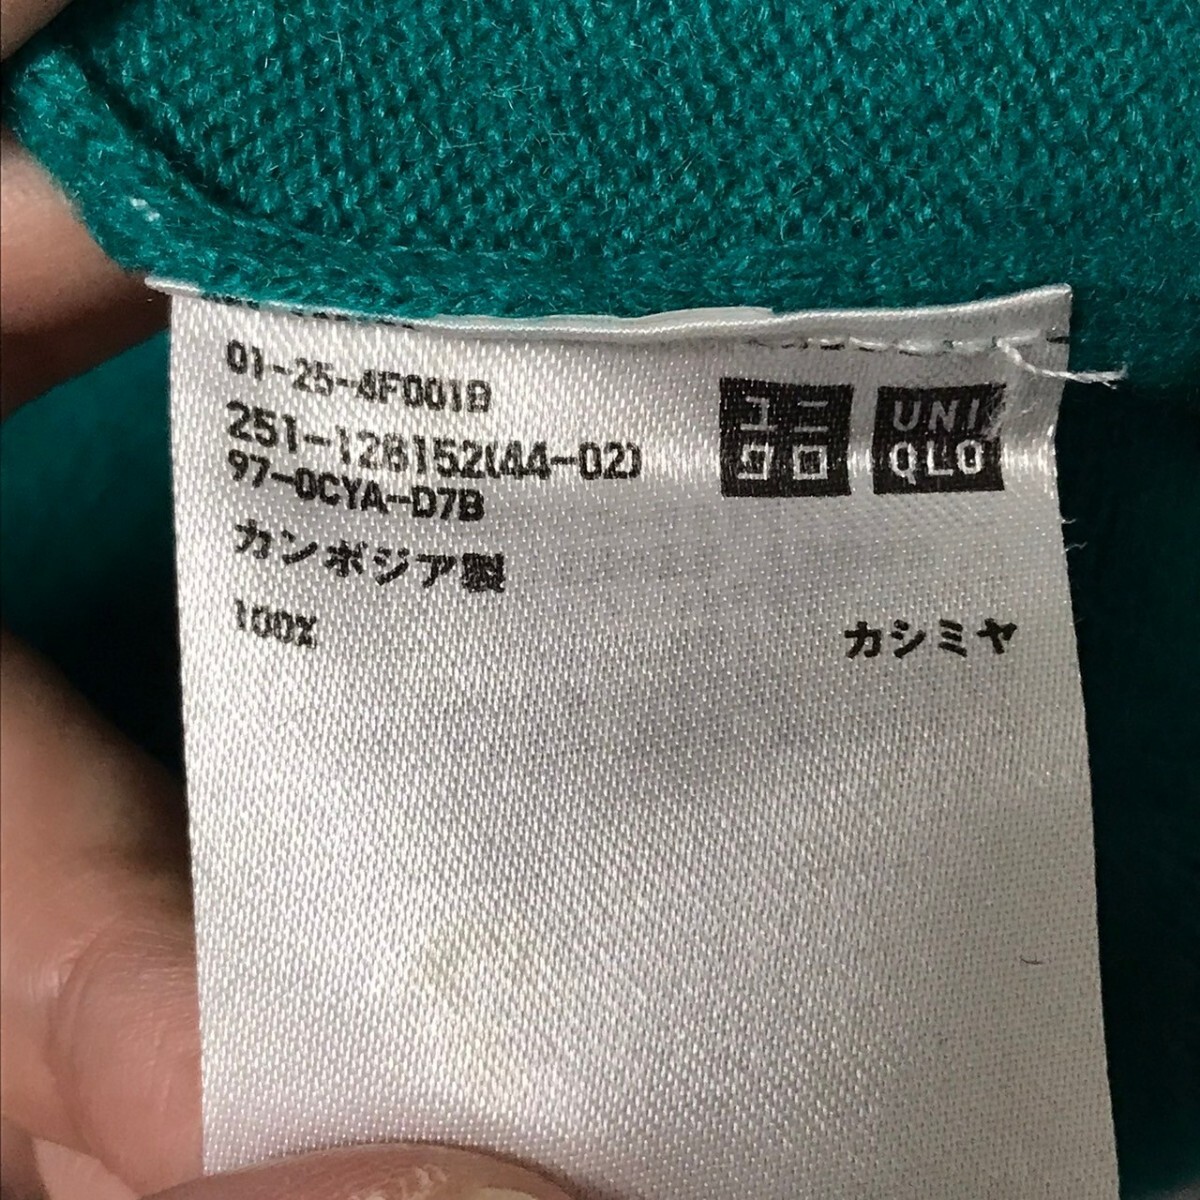 01-25-4F001B
251-128152(44-02)
97-0CYA-D7B
カンボジア製
100% カシミヤ
ユニ
クロ
UNI
QLO